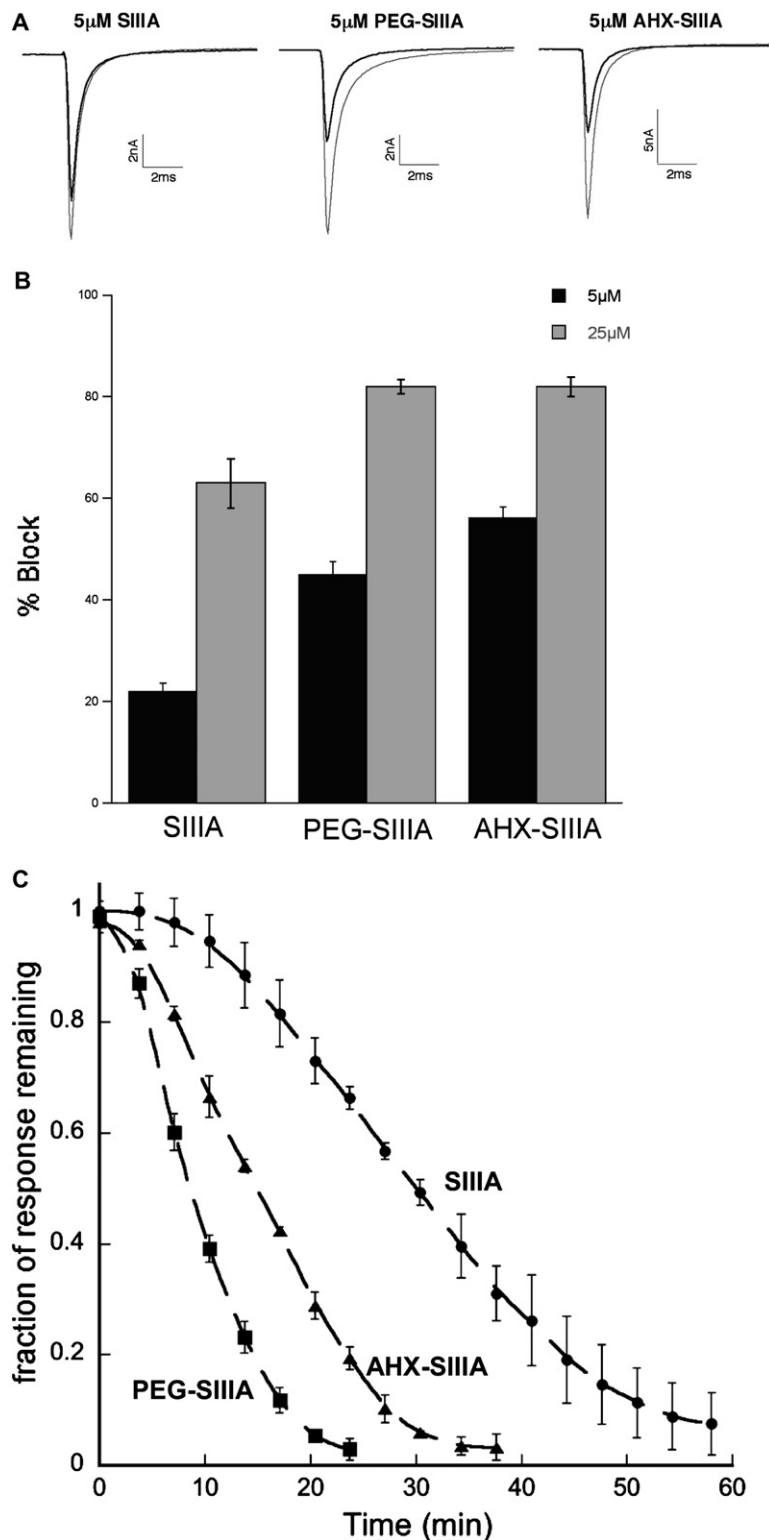 A
5µM SIIIA
5µM PEG-SIIIA
5µM AHX-SIIIA
2nA
2ms
2nA
2ms
5nA
2ms
B
100
80
60
40
20
0
% Block
5µM
25µM
SIIIA
PEG-SIIIA
AHX-SIIIA
C
1
0.8
0.6
0.4
0.2
0
fraction of response remaining
SIIIA
AHX-SIIIA
PEG-SIIIA
0 10 20 30 40 50 60
Time (min)